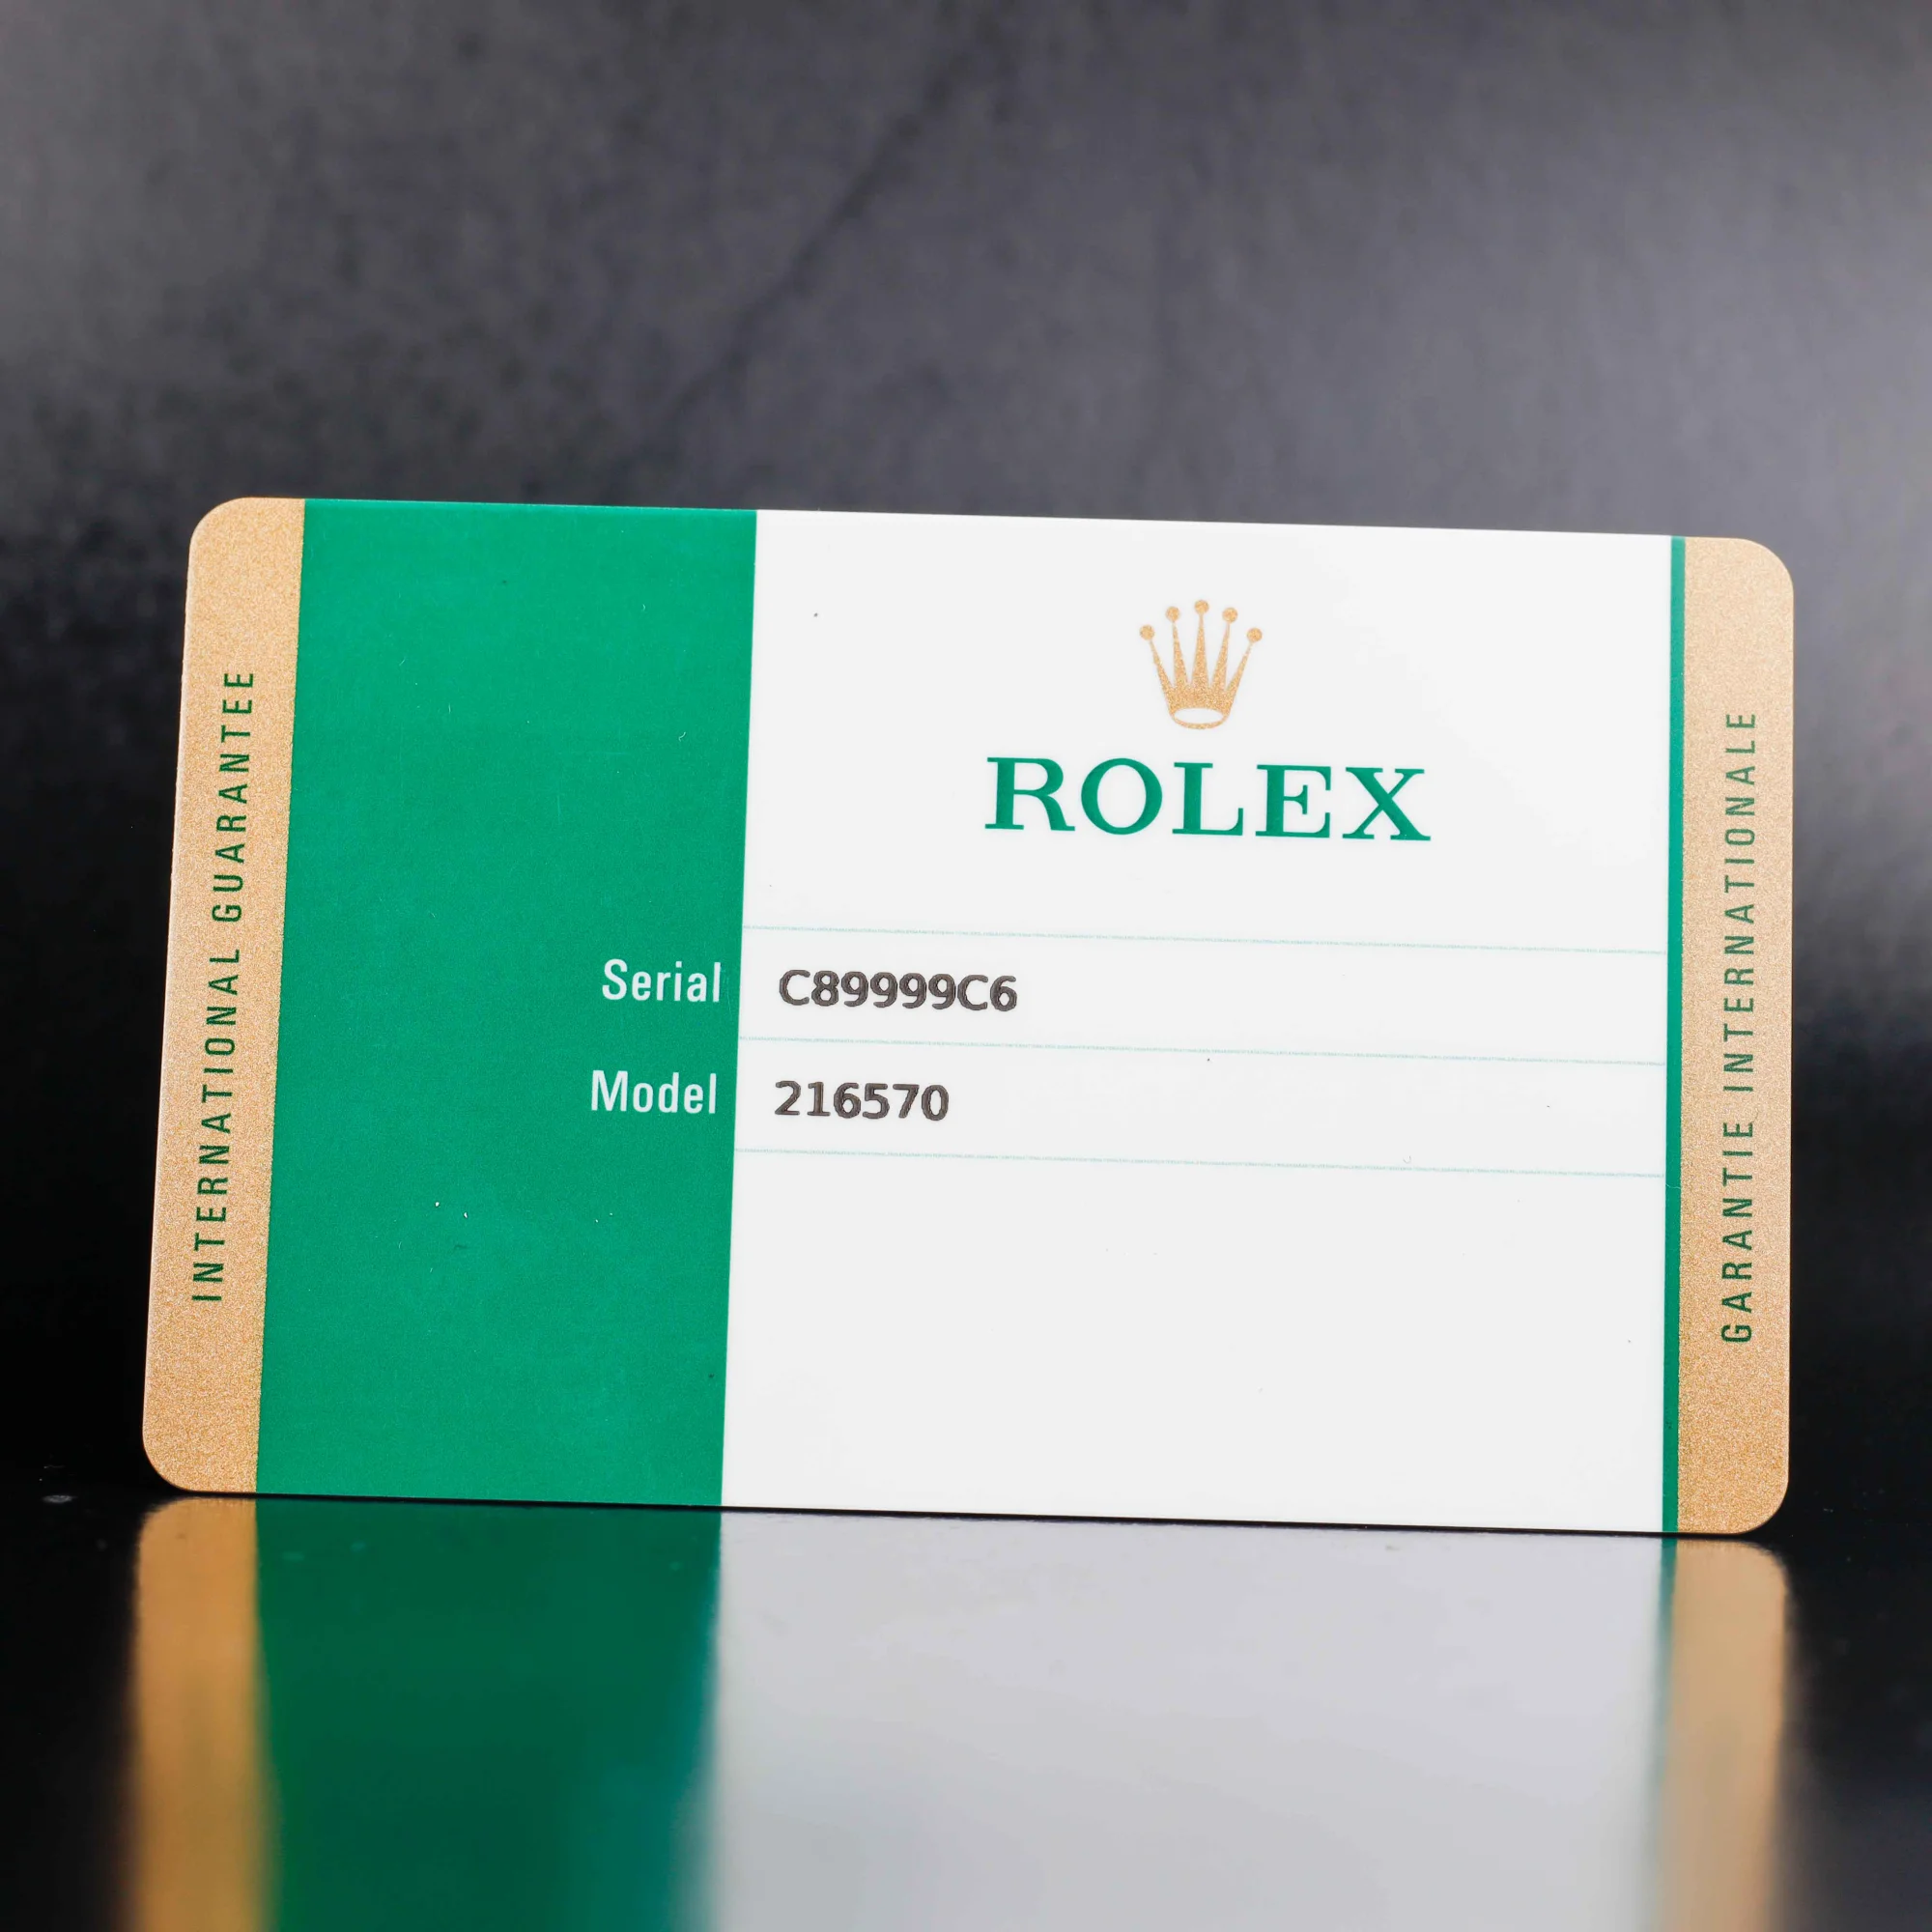 INTERNATIONAL GUARANTEE
ROLEX
Serial C89999C6
Model 216570
GARANTIE INTERNATIONALE